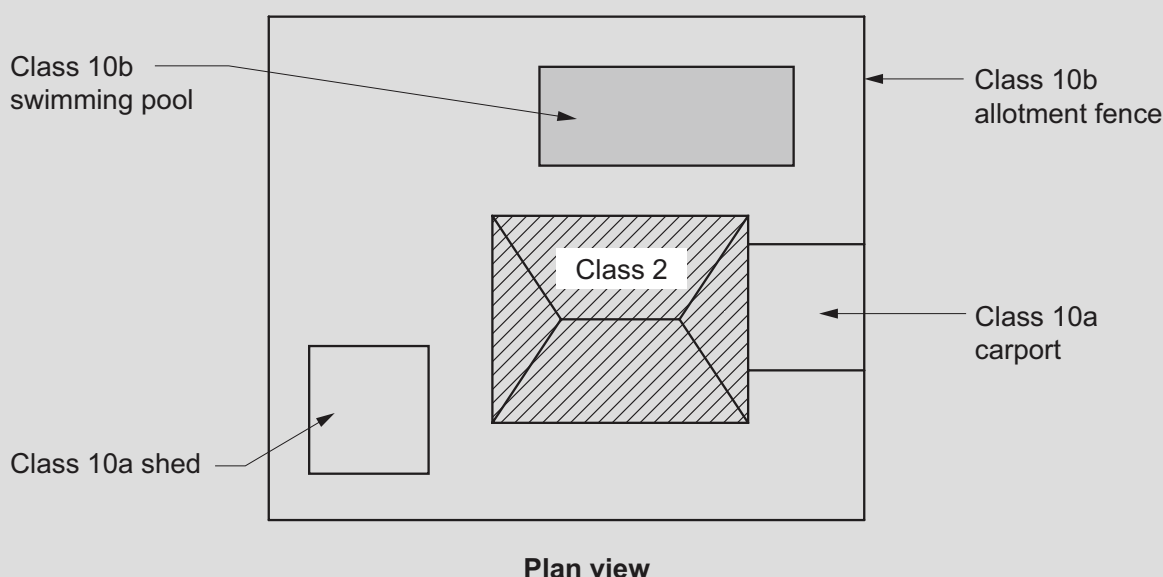 Class 10b
swimming pool
Class 10b
allotment fence
Class 2
Class 10a
carport
Class 10a shed
Plan view